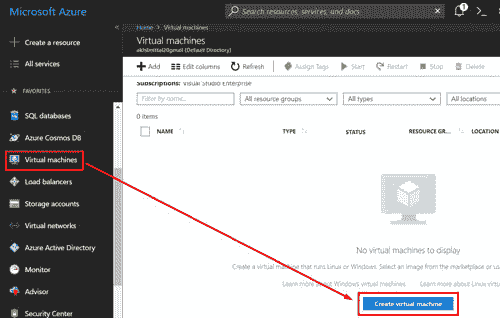 Microsoft Azure
Search resources, services, and docs
1
Create a resource
All services
FAVORITES
SQL databases
Azure Cosmos DB
Virtual machines
Load balancers
Storage accounts
Virtual networks
Azure Active Directory
Monitor
Advisor
Security Center
Home > Virtual machines
Virtual machines
(Default Directory)
Add Edit columns Refresh Assign Tags Start Restart Stop Delete
Subscriptions: Visual Studio Enterprise
Filter by name... All resource groups All types All locations
0 items
NAME TYPE STATUS RESOURCE GR... LOCATION
No virtual machines to display
Create a virtual machine that runs Linux or Windows. Select an image from the marketplace or us
Learn more about Windows virtual machines Learn more about Linux virtu
Create virtual machine